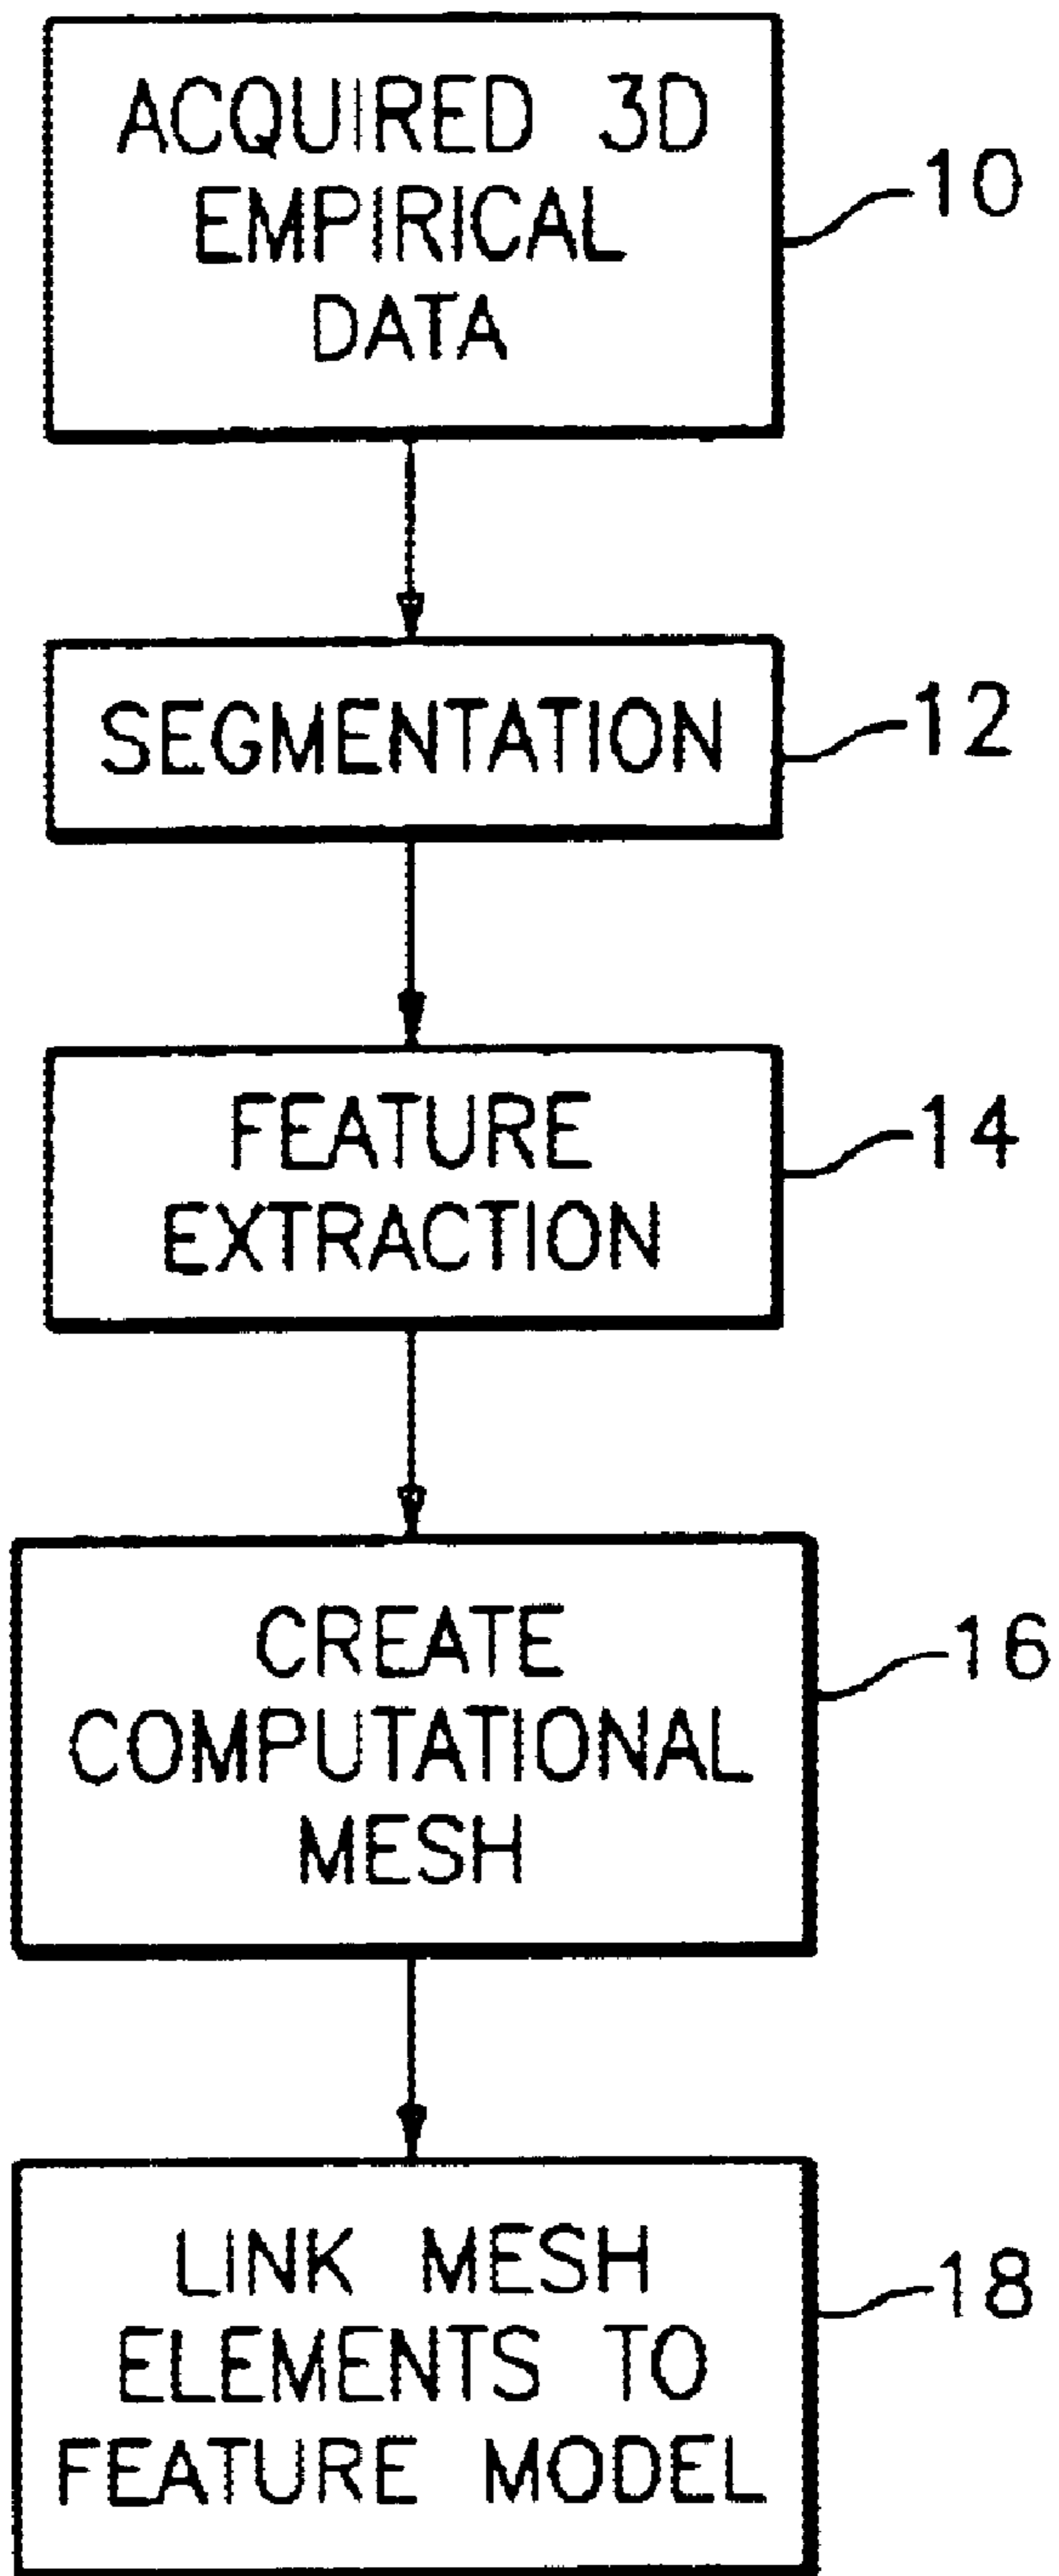 ACQUIRED 3D
EMPIRICAL
DATA
10
SEGMENTATION
12
FEATURE
EXTRACTION
14
CREATE
COMPUTATIONAL
MESH
16
LINK MESH
ELEMENTS TO
FEATURE MODEL
18